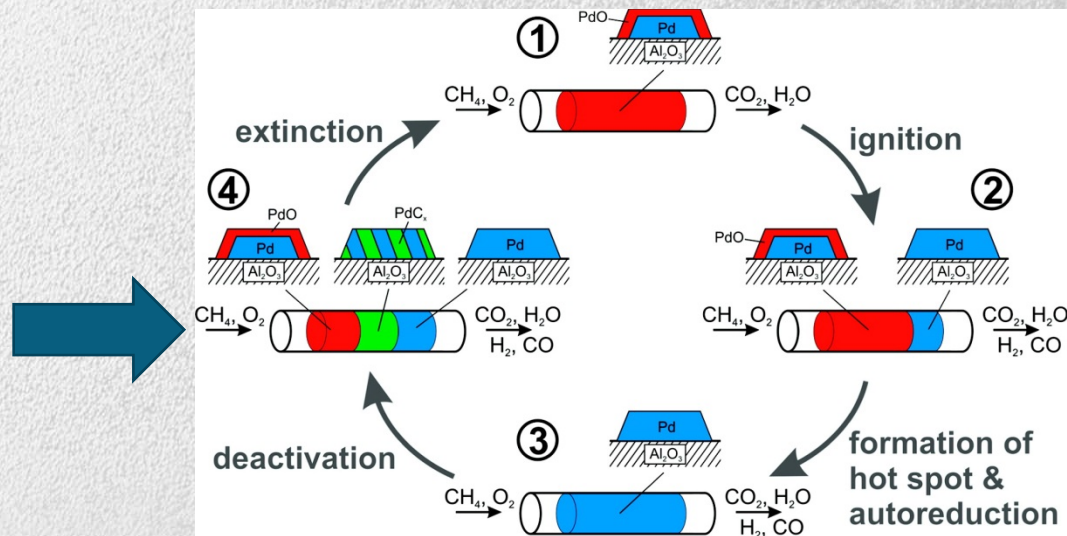 PdO
Pd
Al₂O₃
①
CH₄, O₂
CO₂, H₂O
extinction
ignition
④
PdO
Pd
Al₂O₃
PdCₓ
Al₂O₃
Pd
Al₂O₃
CH₄, O₂
CO₂, H₂O
H₂, CO
②
PdO
Pd
Al₂O₃
Pd
Al₂O₃
CH₄, O₂
CO₂, H₂O
H₂, CO
deactivation
③
Pd
Al₂O₃
CH₄, O₂
CO₂, H₂O
H₂, CO
formation of
hot spot &
autoreduction